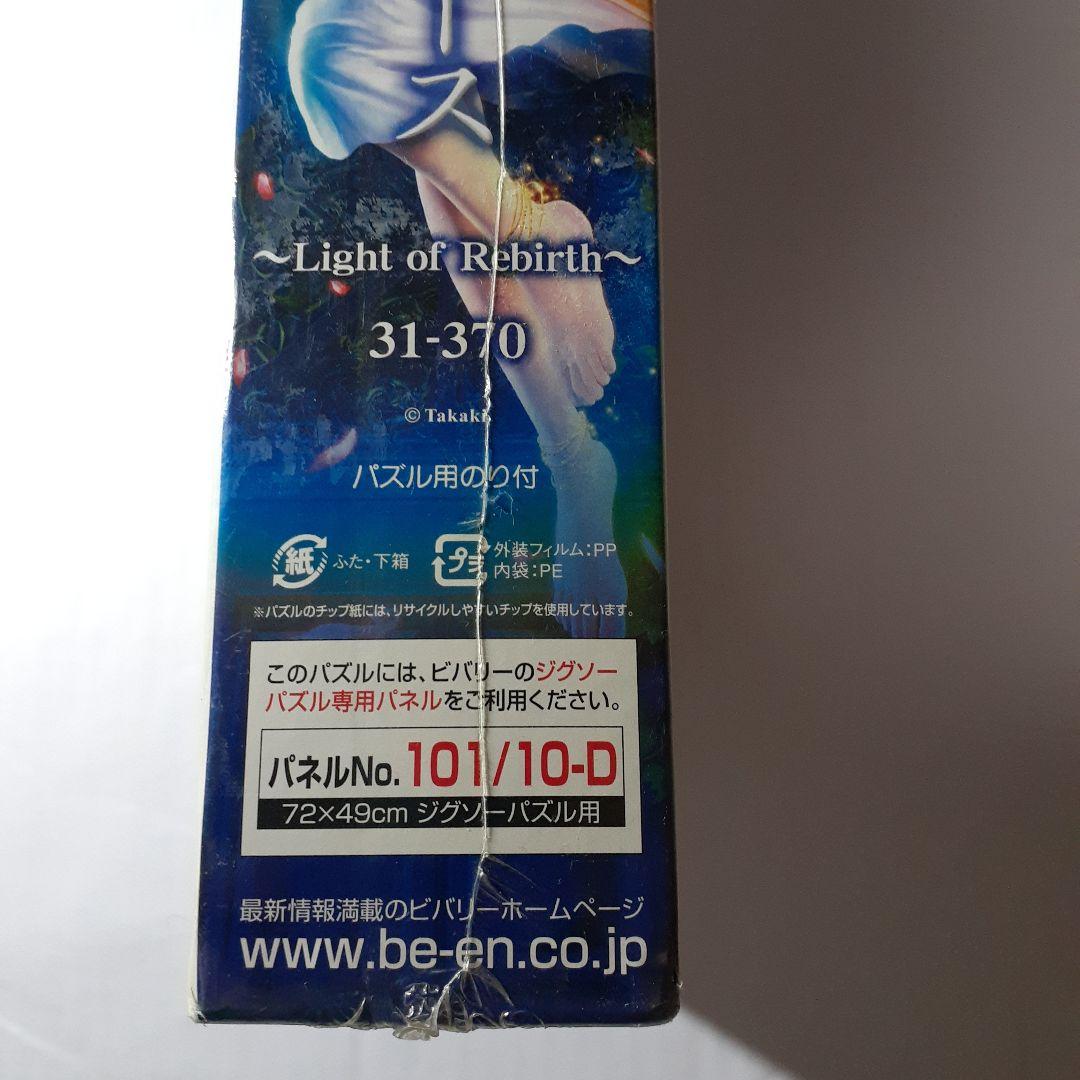 ース
～Light of Rebirth～
31-370
© Takaki
パズル用のり付
紙 ふた・下箱
プラ 外装フィルム:PP
内袋:PE
※パズルのチップ紙には、リサイクルしやすいチップを使用しています。
このパズルには、ビバリーのジグソー
パズル専用パネルをご利用ください。
パネルNo.101/10-D
72×49cm ジグソーパズル用
最新情報満載のビバリーホームページ
www.be-en.co.jp